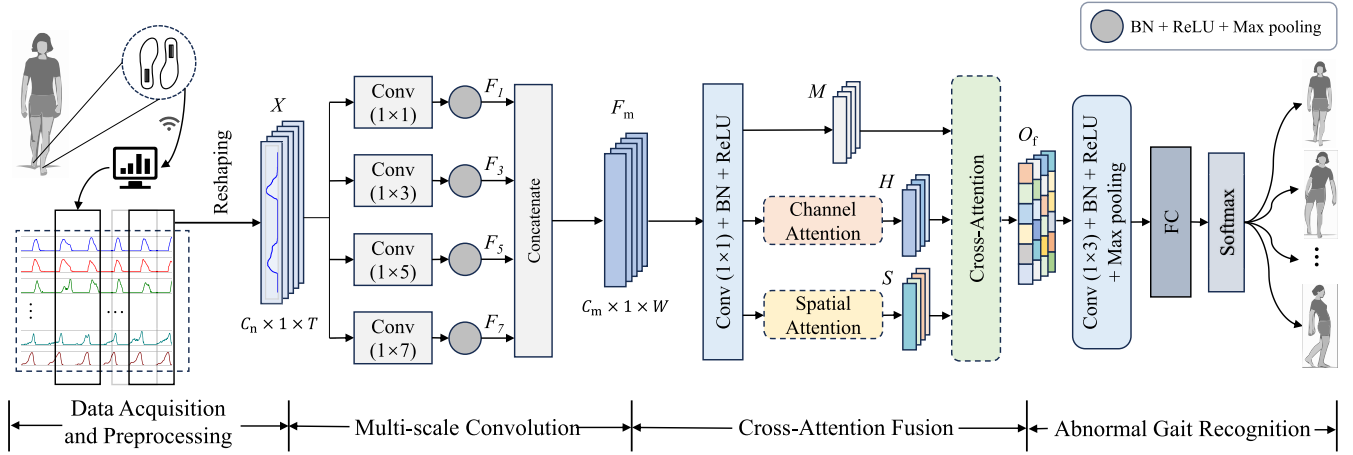 BN + ReLU + Max pooling
Reshaping
X
C_n × 1 × T
Conv
(1×1)
Conv
(1×3)
Conv
(1×5)
Conv
(1×7)
F_1
F_3
F_5
F_7
Concatenate
F_m
C_m × 1 × W
Conv (1×1) + BN + ReLU
M
Channel
Attention
H
Spatial
Attention
S
Cross-Attention
O_f
Conv (1×3) + BN + ReLU
+ Max pooling
FC
Softmax
Data Acquisition
and Preprocessing
Multi-scale Convolution
Cross-Attention Fusion
Abnormal Gait Recognition